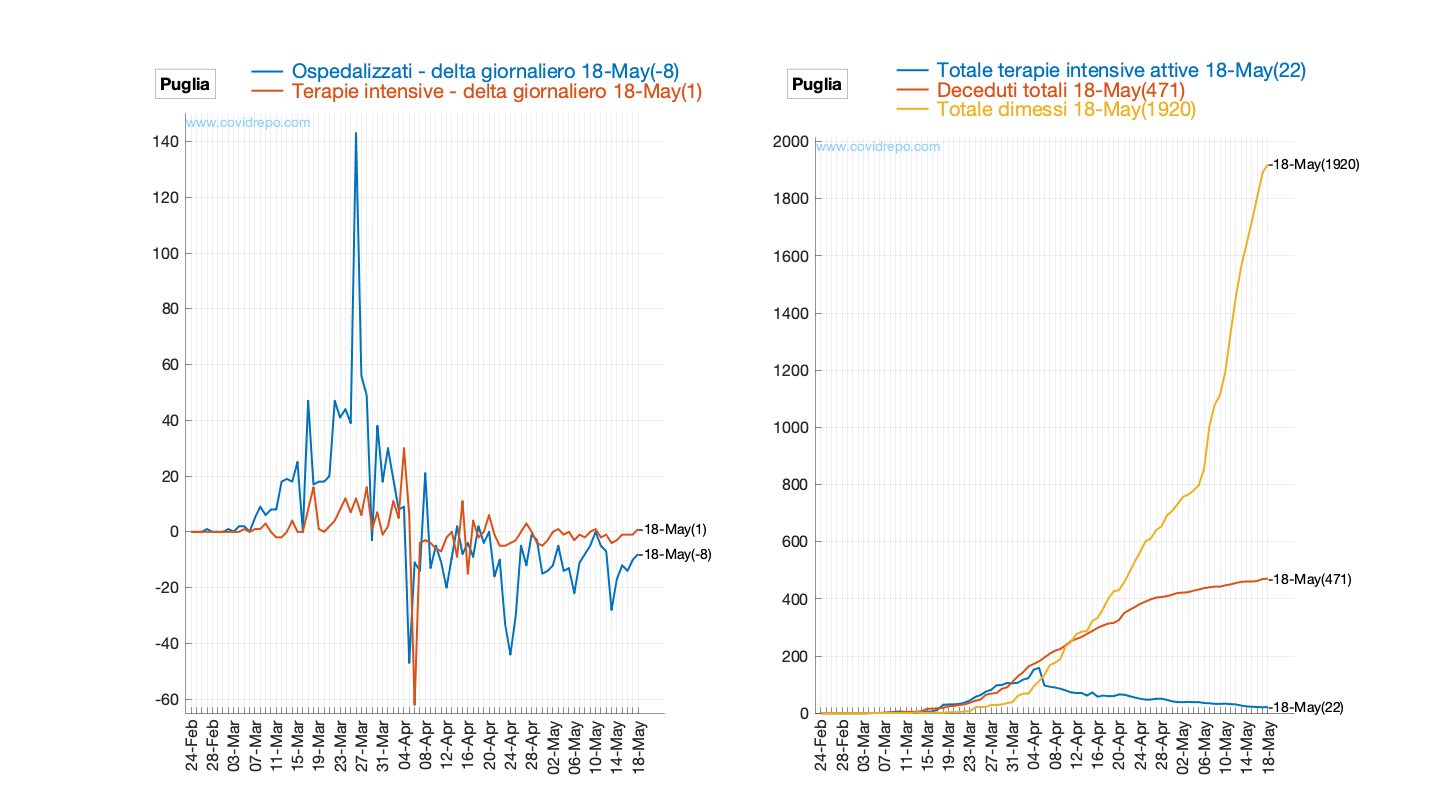 Puglia
Ospedalizzati - delta giornaliero 18-May(-8)
Terapie intensive - delta giornaliero 18-May(1)
www.covidrepo.com
140
120
100
80
60
40
20
0
-20
-40
-60
18-May(1)
18-May(-8)
24-Feb
28-Feb
03-Mar
07-Mar
11-Mar
15-Mar
19-Mar
23-Mar
27-Mar
31-Mar
04-Apr
08-Apr
12-Apr
16-Apr
20-Apr
24-Apr
28-Apr
02-May
06-May
10-May
14-May
18-May
Puglia
Totale terapie intensive attive 18-May(22)
Deceduti totali 18-May(471)
Totale dimessi 18-May(1920)
www.covidrepo.com
2000
1800
1600
1400
1200
1000
800
600
400
200
0
18-May(1920)
18-May(471)
18-May(22)
24-Feb
28-Feb
03-Mar
07-Mar
11-Mar
15-Mar
19-Mar
23-Mar
27-Mar
31-Mar
04-Apr
08-Apr
12-Apr
16-Apr
20-Apr
24-Apr
28-Apr
02-May
06-May
10-May
14-May
18-May